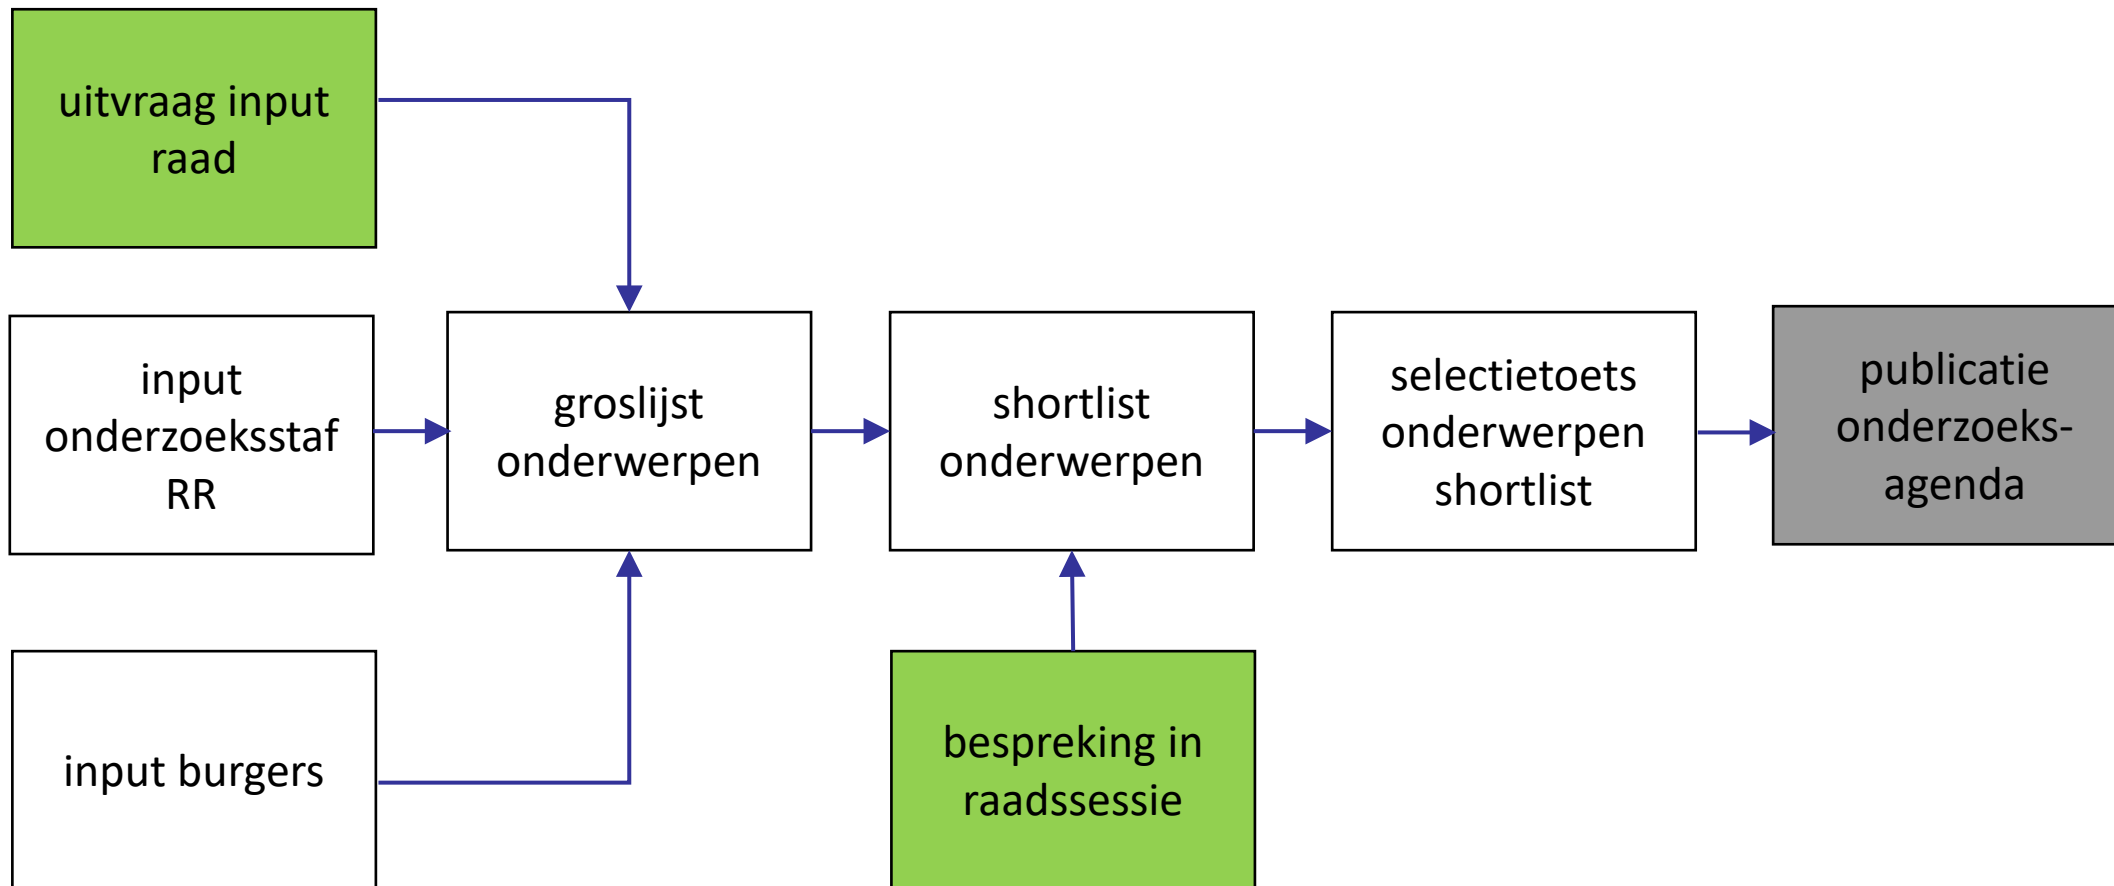 uitvraag input
raad
input
onderzoeksstaf
RR
groslijst
onderwerpen
shortlist
onderwerpen
selectietoets
onderwerpen
shortlist
publicatie
onderzoeks-
agenda
input burgers
bespreking in
raadssessie